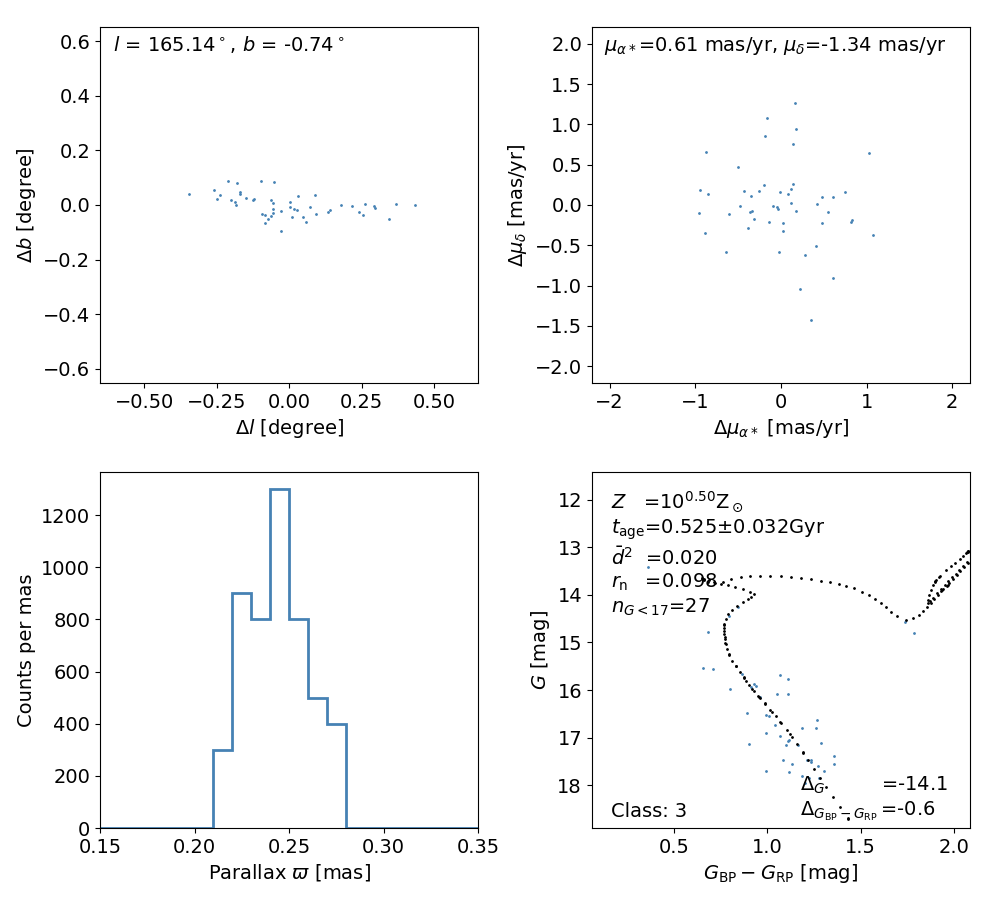 l = 165.14°, b = -0.74°
0.6
0.4
0.2
0.0
−0.2
−0.4
−0.6
Δb [degree]
−0.50 −0.25 0.00 0.25 0.50
Δl [degree]
μα*=0.61 mas/yr, μδ=-1.34 mas/yr
2.0
1.5
1.0
0.5
0.0
−0.5
−1.0
−1.5
−2.0
Δμδ [mas/yr]
−2 −1 0 1 2
Δμα* [mas/yr]
1200
1000
800
600
400
200
0
Counts per mas
0.15 0.20 0.25 0.30 0.35
Parallax ϖ [mas]
Z =10^0.50 Z⊙
t_age=0.525±0.032Gyr
d̄² =0.020
r_n =0.098
n_G<17=27
12
13
14
15
16
17
18
G [mag]
Δ_G =-14.1
Δ_G_BP−G_RP =-0.6
Class: 3
0.5 1.0 1.5 2.0
G_BP − G_RP [mag]